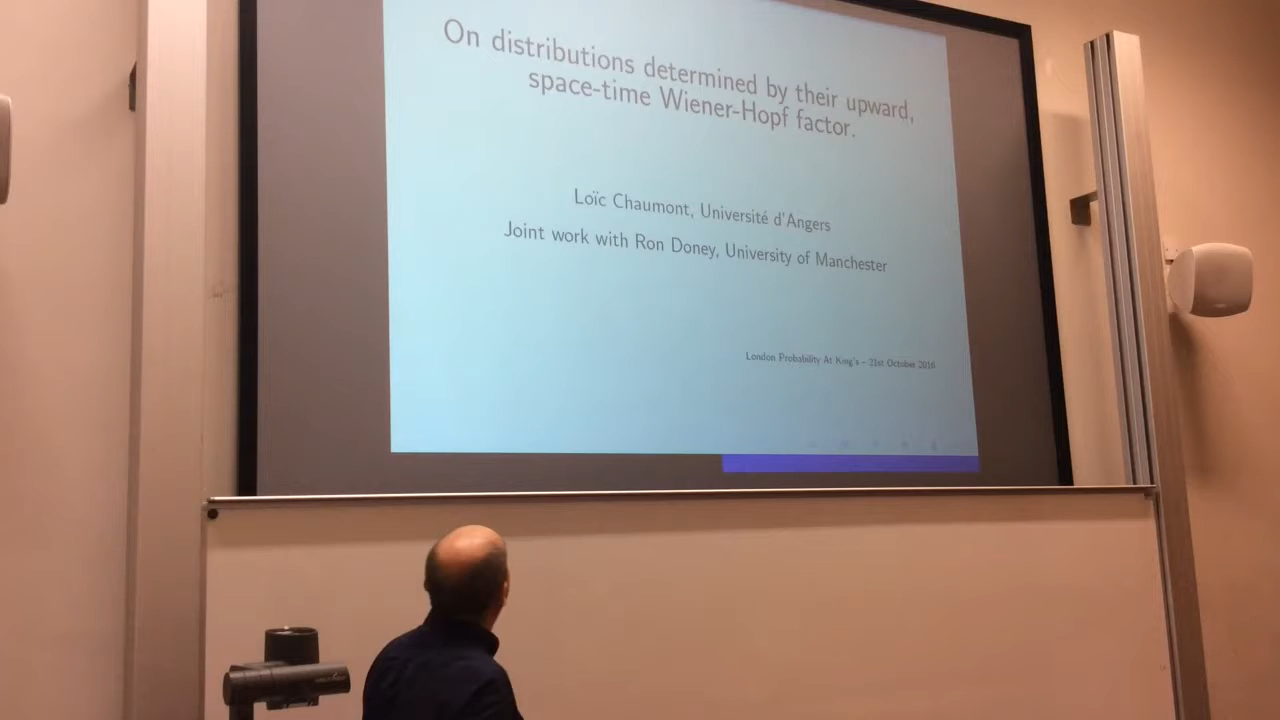 On distributions determined by their upward,
space-time Wiener-Hopf factor.
Loïc Chaumont, Université d'Angers
Joint work with Ron Doney, University of Manchester
London Probability At King's – 21st October 2016